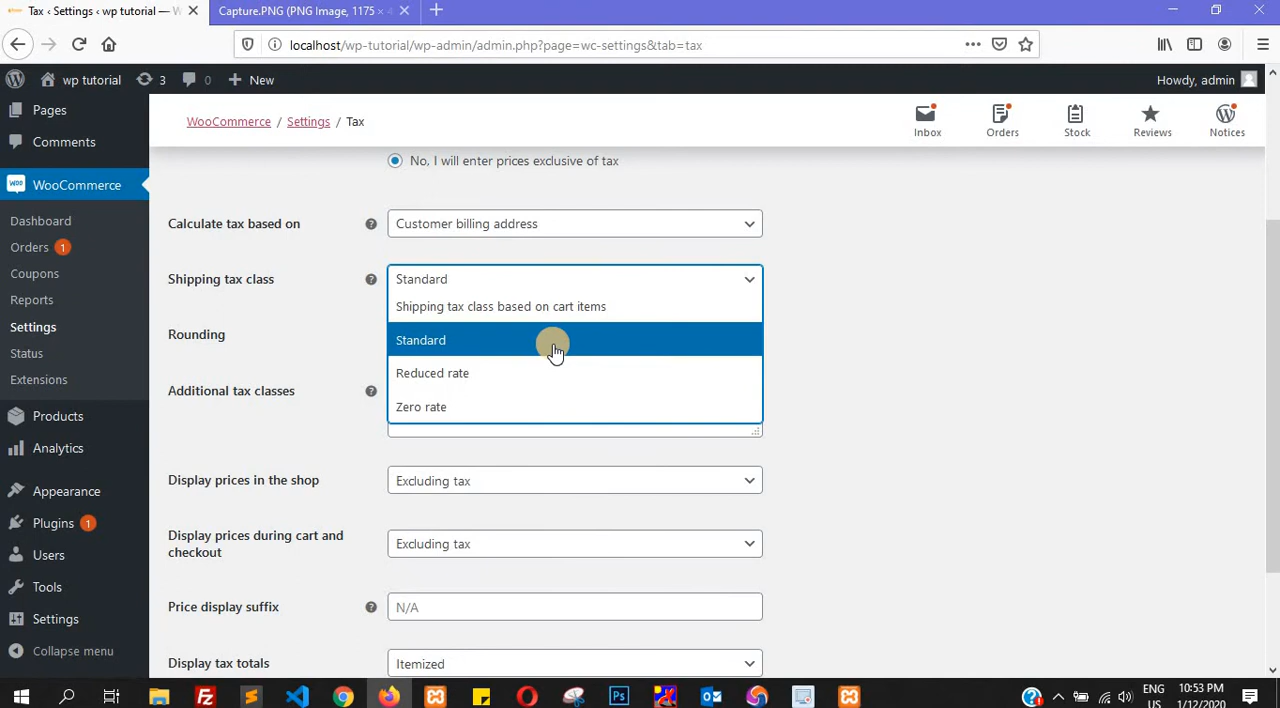 Tax ‹ Settings ‹ wp tutorial — W
Capture.PNG (PNG Image, 1175 ×
localhost/wp-tutorial/wp-admin/admin.php?page=wc-settings&tab=tax
wp tutorial
3
0
New
Howdy, admin
Pages
Comments
WooCommerce
Dashboard
Orders 1
Coupons
Reports
Settings
Status
Extensions
Products
Analytics
Appearance
Plugins 1
Users
Tools
Settings
Collapse menu
WooCommerce / Settings / Tax
Inbox
Orders
Stock
Reviews
Notices
No, I will enter prices exclusive of tax
Calculate tax based on
Customer billing address
Shipping tax class
Standard
Shipping tax class based on cart items
Standard
Reduced rate
Zero rate
Rounding
Additional tax classes
Display prices in the shop
Excluding tax
Display prices during cart and
checkout
Excluding tax
Price display suffix
N/A
Display tax totals
Itemized
ENG
US
10:53 PM
1/12/2020